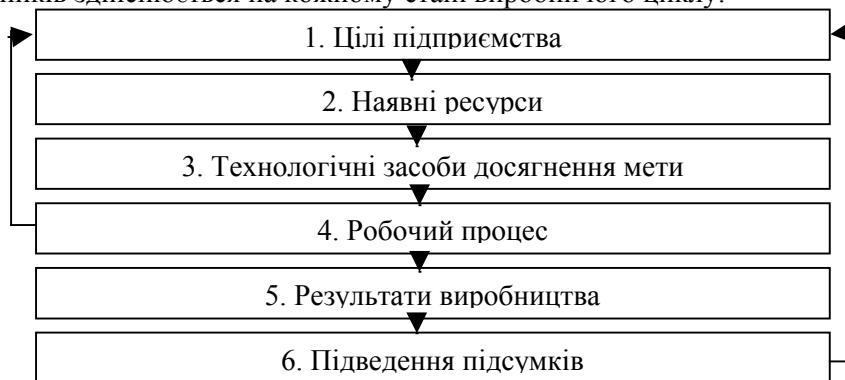 здійснюється на кожному етапі виробничого циклу.
1. Цілі підприємства
2. Наявні ресурси
3. Технологічні засоби досягнення мети
4. Робочий процес
5. Результати виробництва
6. Підведення підсумків